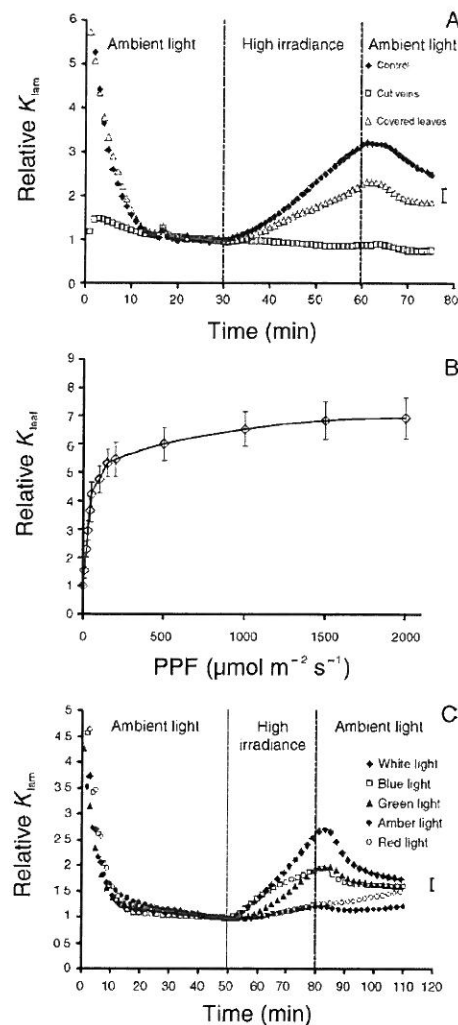 A
Ambient light
High irradiance
Ambient light
Control
Cut veins
Covered leaves
Relative K_lam
6
5
4
3
2
1
0
0 10 20 30 40 50 60 70 80
Time (min)
B
Relative K_leaf
9
8
7
6
5
4
3
2
1
0
0 500 1000 1500 2000
PPF (μmol m⁻² s⁻¹)
C
Ambient light
High irradiance
Ambient light
White light
Blue light
Green light
Amber light
Red light
Relative K_lam
5
4.5
4
3.5
3
2.5
2
1.5
1
0.5
0
0 10 20 30 40 50 60 70 80 90 100 110 120
Time (min)